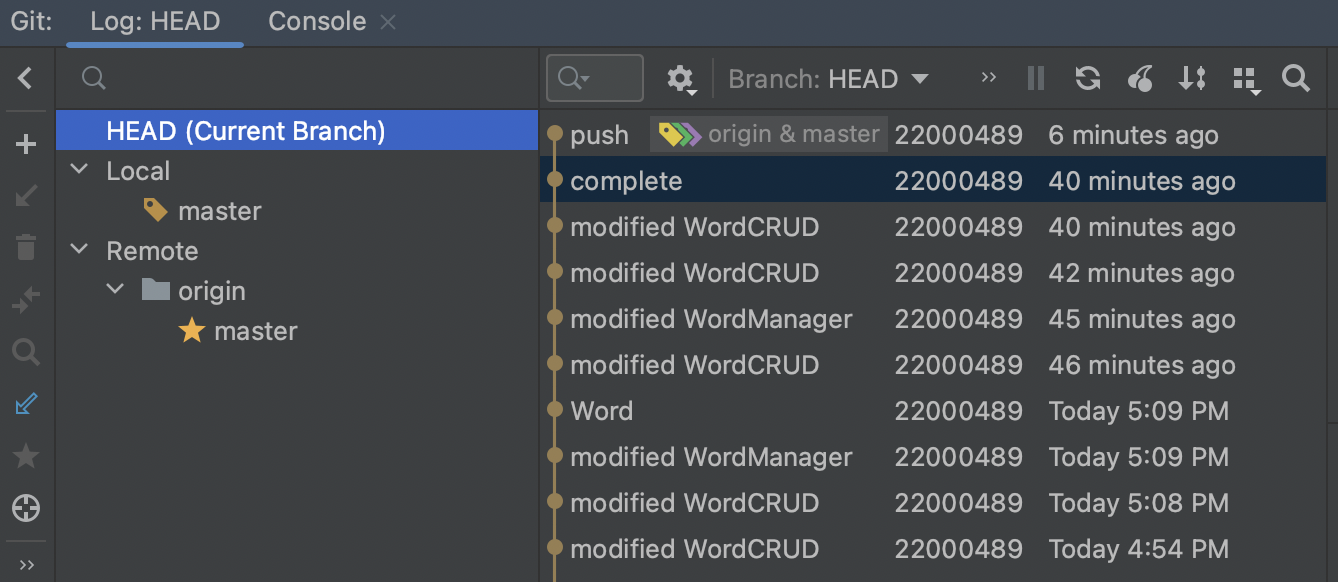 Git: Log: HEAD Console
Branch: HEAD
HEAD (Current Branch)
Local
master
Remote
origin
master
push origin & master 22000489 6 minutes ago
complete 22000489 40 minutes ago
modified WordCRUD 22000489 40 minutes ago
modified WordCRUD 22000489 42 minutes ago
modified WordManager 22000489 45 minutes ago
modified WordCRUD 22000489 46 minutes ago
Word 22000489 Today 5:09 PM
modified WordManager 22000489 Today 5:09 PM
modified WordCRUD 22000489 Today 5:08 PM
modified WordCRUD 22000489 Today 4:54 PM